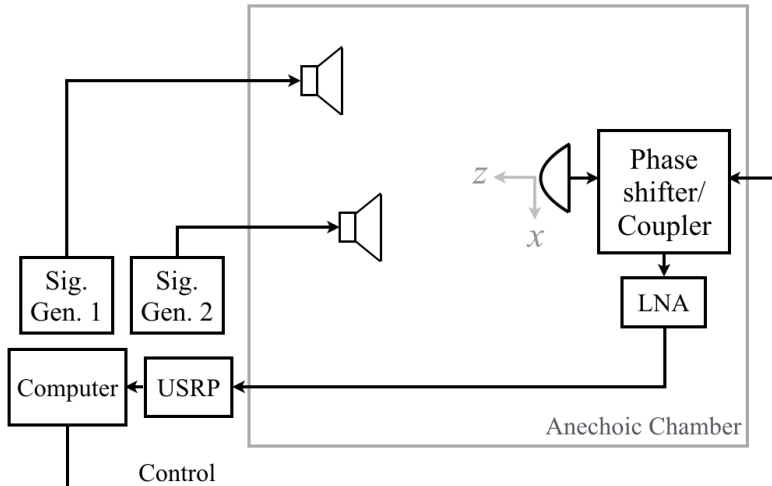 z
x
Phase
shifter/
Coupler
LNA
Sig.
Gen. 1
Sig.
Gen. 2
Computer
USRP
Anechoic Chamber
Control